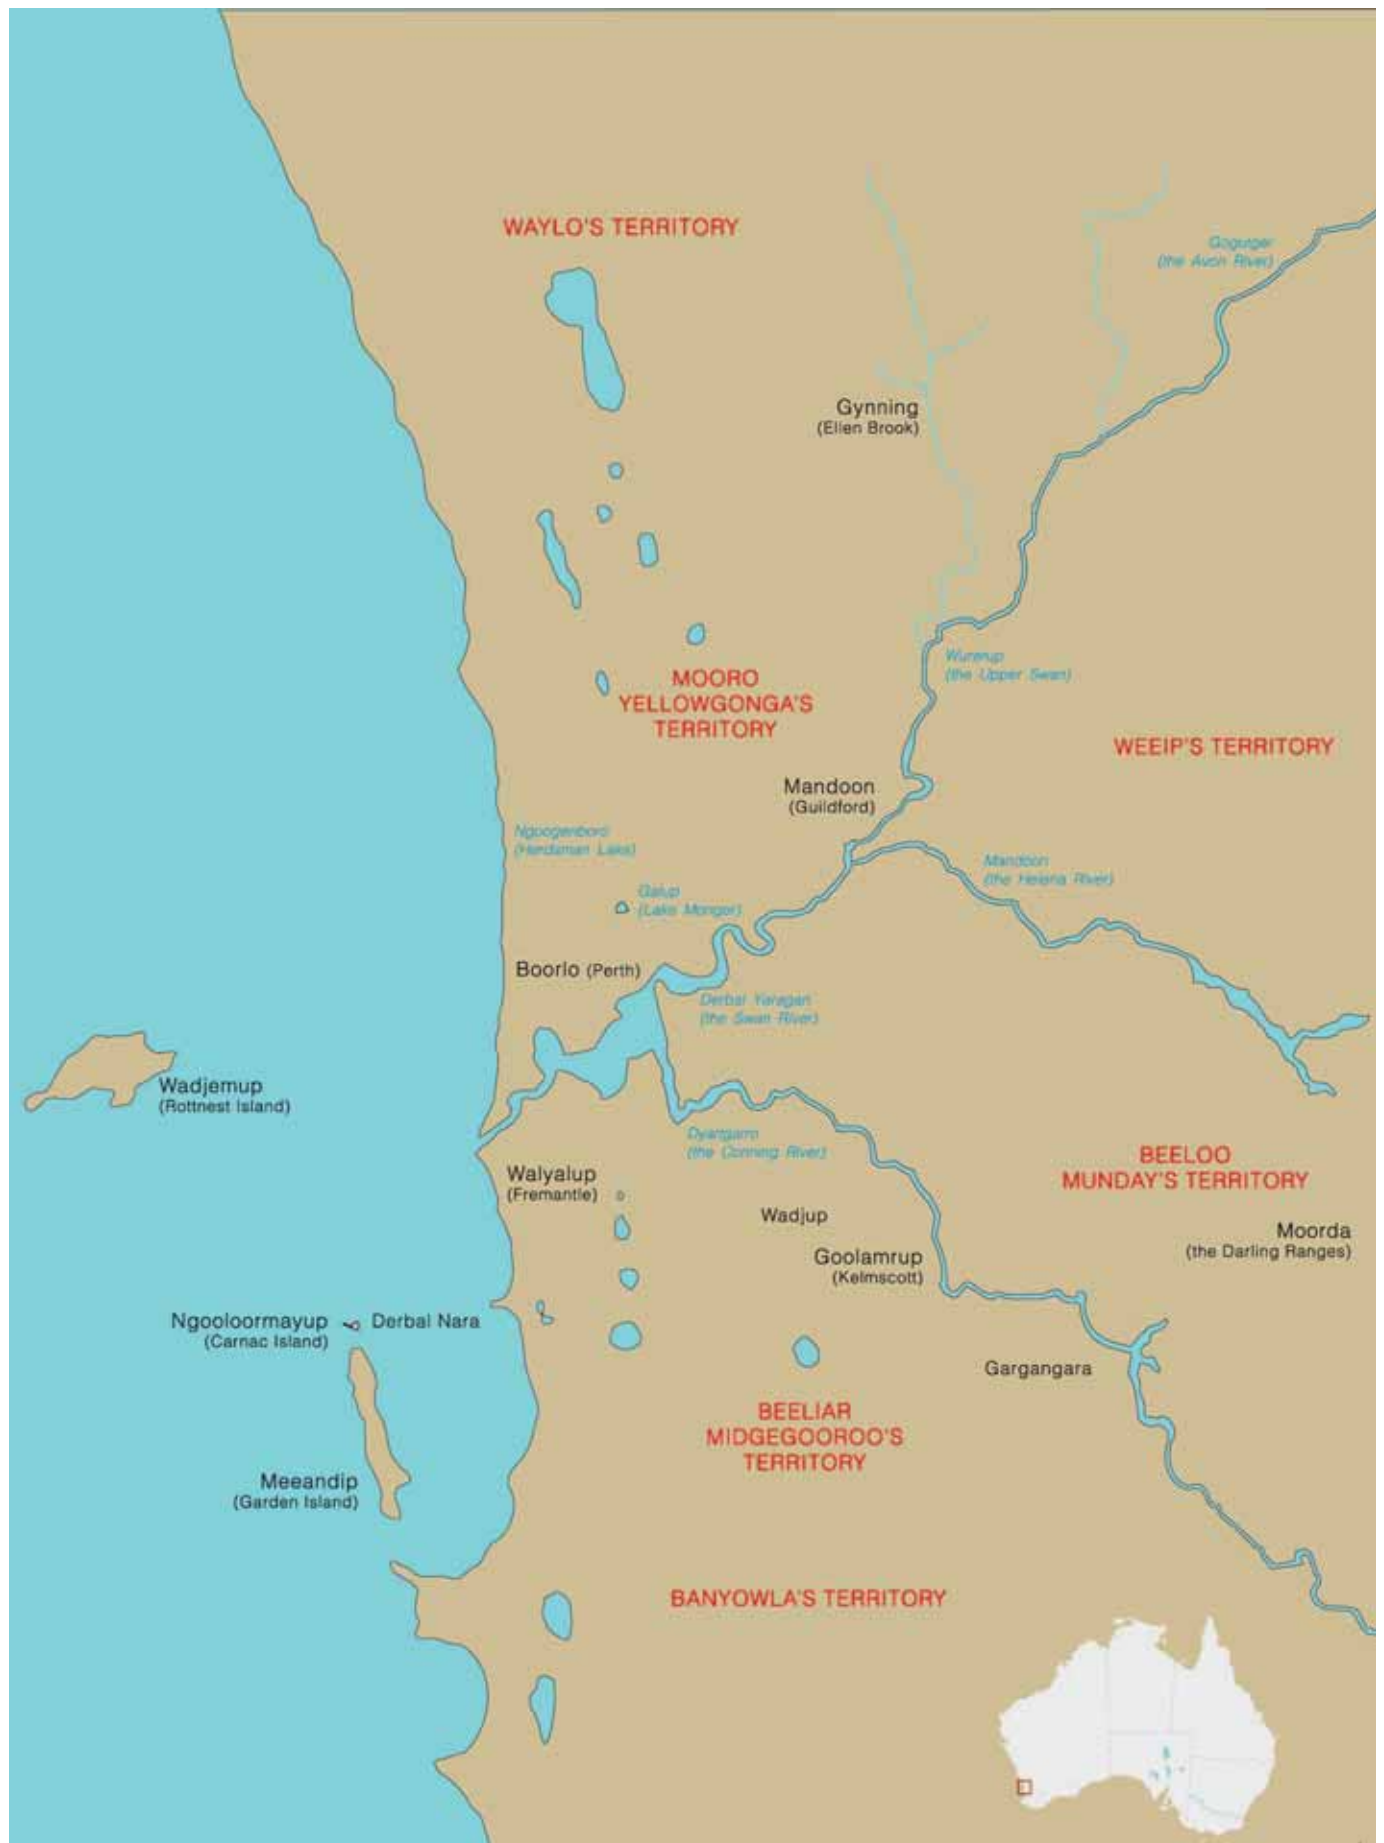 WAYLO'S TERRITORY
Gogulger
(the Avon River)
Gynning
(Ellen Brook)
Wurerup
(the Upper Swan)
MOORO
YELLOWGONGA'S
TERRITORY
WEEIP'S TERRITORY
Mandoon
(Guildford)
Ngoogenboro
(Herdsman Lake)
Mandoon
(the Helena River)
Galup
(Lake Monger)
Boorlo (Perth)
Derbal Yaragan
(the Swan River)
Wadjemup
(Rottnest Island)
Dyarlgarro
(the Canning River)
BEELOO
MUNDAY'S TERRITORY
Walyalup
(Fremantle)
Wadjup
Moorda
(the Darling Ranges)
Goolamrup
(Kelmscott)
Ngooloormayup
(Carnac Island)
Derbal Nara
Gargangara
BEELIAR
MIDGEGOOROO'S
TERRITORY
Meeandip
(Garden Island)
BANYOWLA'S TERRITORY